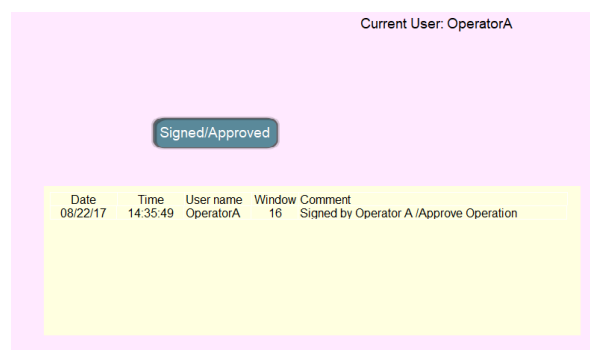 Current User: OperatorA
Signed/Approved
Date Time User name Window Comment
08/22/17 14:35:49 OperatorA 16 Signed by Operator A /Approve Operation